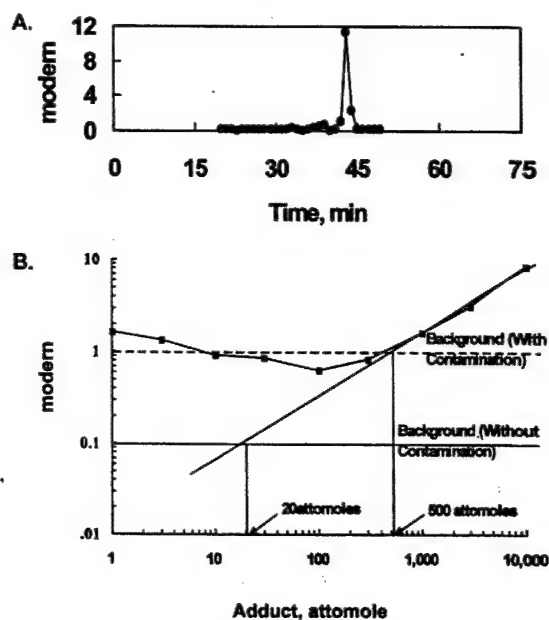 A.
modern
12
8
4
0
0 15 30 45 60 75
Time, min
B.
modern
10
1
0.1
.01
Background (With
Contamination)
Background (Without
Contamination)
20attomoles
500 attomoles
1 10 100 1,000 10,000
Adduct, attomole